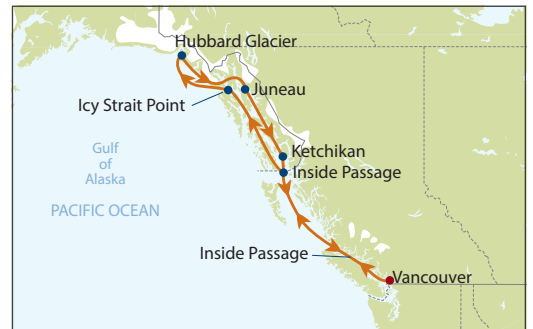 Hubbard Glacier
Juneau
Icy Strait Point
Gulf
of
Alaska
Ketchikan
Inside Passage
PACIFIC OCEAN
Inside Passage
Vancouver